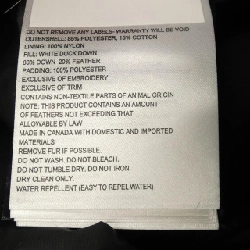 DO NOT REMOVE ANY LABELS- WARRANTY WILL BE VOID
OUTERSHELL: 85% POLYESTER, 15% COTTON
LINING: 100% NYLON
FILL: WHITE DUCK DOWN
80% DOWN 20% FEATHER
PADDING: 100% POLYESTER
EXCLUSIVE OF EMBROIDERY
EXCLUSIVE OF TRIM
CONTAINS NON-TEXTILE PARTS OF ANIMAL ORIGIN
NOTE: THIS PRODUCT CONTAINS AN AMOUNT
OF FEATHERS NOT EXCEEDING THAT
ALLOWABLE BY LAW
MADE IN CANADA WITH DOMESTIC AND IMPORTED
MATERIALS
REMOVE FUR IF POSSIBLE.
DO NOT WASH. DO NOT BLEACH.
DO NOT TUMBLE DRY, DO NOT IRON
DRY CLEAN ONLY.
WATER REPELLENT (EASY TO REPEL WATER)